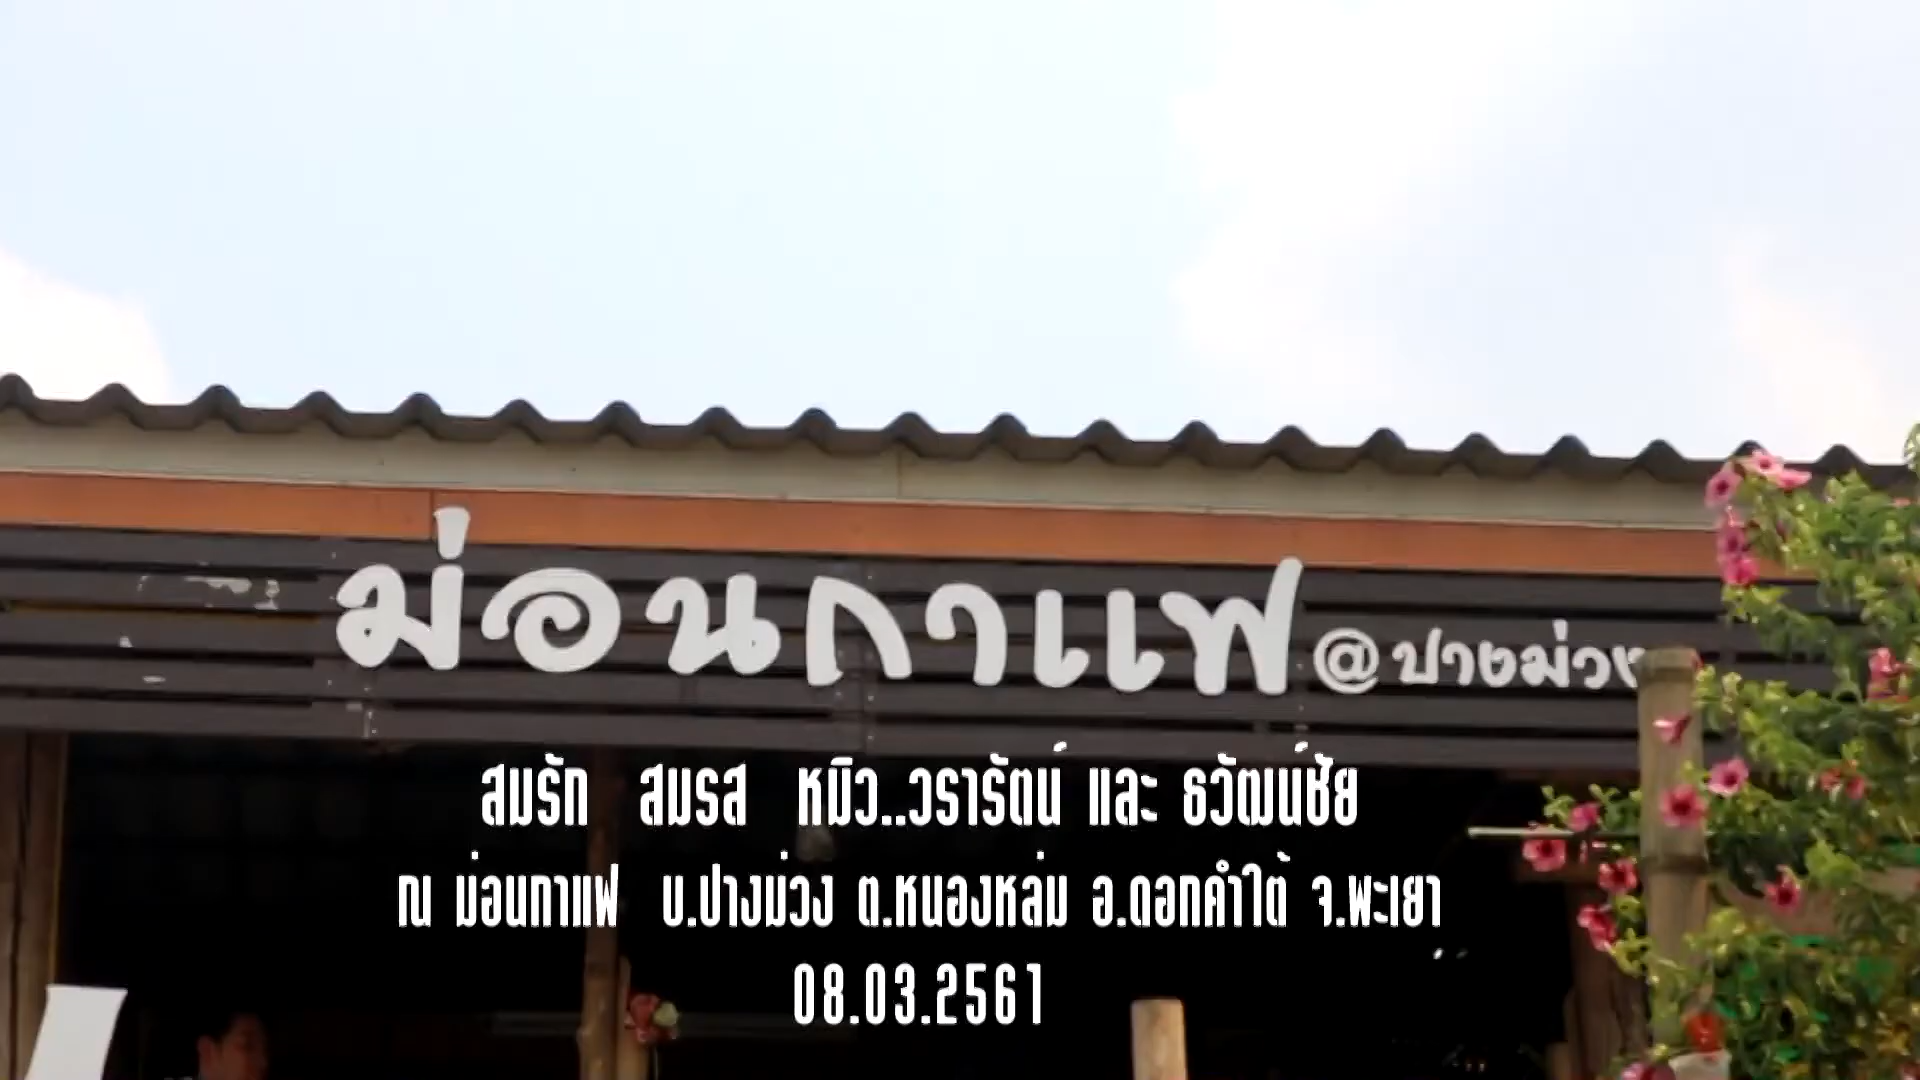 ม่อนกาแฟ @ปางม่วง
สมรัก สมรส หมิว..วรารัตน์ และ ธวัฒน์ชัย
ณ ม่อนกาแฟ บ.ปางม่วง ต.หนองหล่ม อ.ดอกคำใต้ จ.พะเยา
08.03.2561